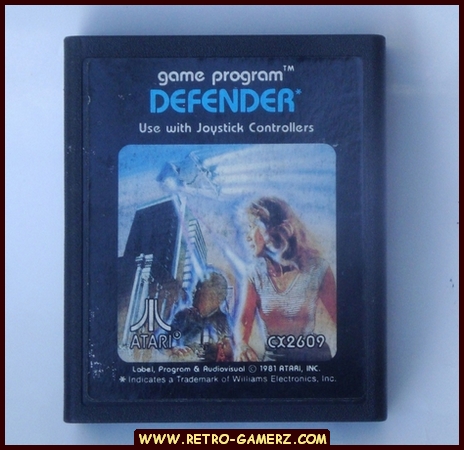 game program™
DEFENDER*
Use with Joystick Controllers
ATARI®
CX2609
Label, Program & Audiovisual © 1981 ATARI, INC.
* Indicates a Trademark of Williams Electronics, Inc.
WWW.RETRO-GAMERZ.COM